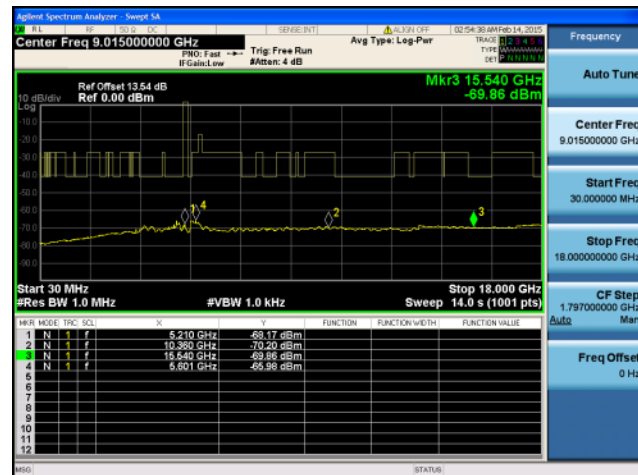 Agilent Spectrum Analyzer - Swept SA
RL RF 50 Ω DC SENSE:INT ALIGN OFF 02:54:38 AM Feb 14, 2015
Center Freq 9.015000000 GHz
PNO: Fast
IFGain:Low
Trig: Free Run
#Atten: 4 dB
Avg Type: Log-Pwr
TRACE 1 2 3 4 5
TYPE
DET P N N N N N
Mkr3 15.540 GHz
-69.86 dBm
Ref Offset 13.54 dB
10 dB/div Ref 0.00 dBm
Log
-10.0
-20.0
-30.0
-40.0
-50.0
-60.0
-70.0
-80.0
-90.0
1 4 2 3
Start 30 MHz Stop 18.000 GHz
#Res BW 1.0 MHz #VBW 1.0 kHz Sweep 14.0 s (1001 pts)
MKR MODE TRC SCL X Y FUNCTION FUNCTION WIDTH FUNCTION VALUE
1 N 1 f 5.210 GHz -68.17 dBm
2 N 1 f 10.360 GHz -70.20 dBm
3 N 1 f 15.540 GHz -69.86 dBm
4 N 1 f 5.601 GHz -65.98 dBm
5
6
7
8
9
10
11
12
MSG STATUS
Frequency
Auto Tune
Center Freq
9.015000000 GHz
Start Freq
30.000000 MHz
Stop Freq
18.000000000 GHz
CF Step
1.797000000 GHz
Auto Man
Freq Offset
0 Hz